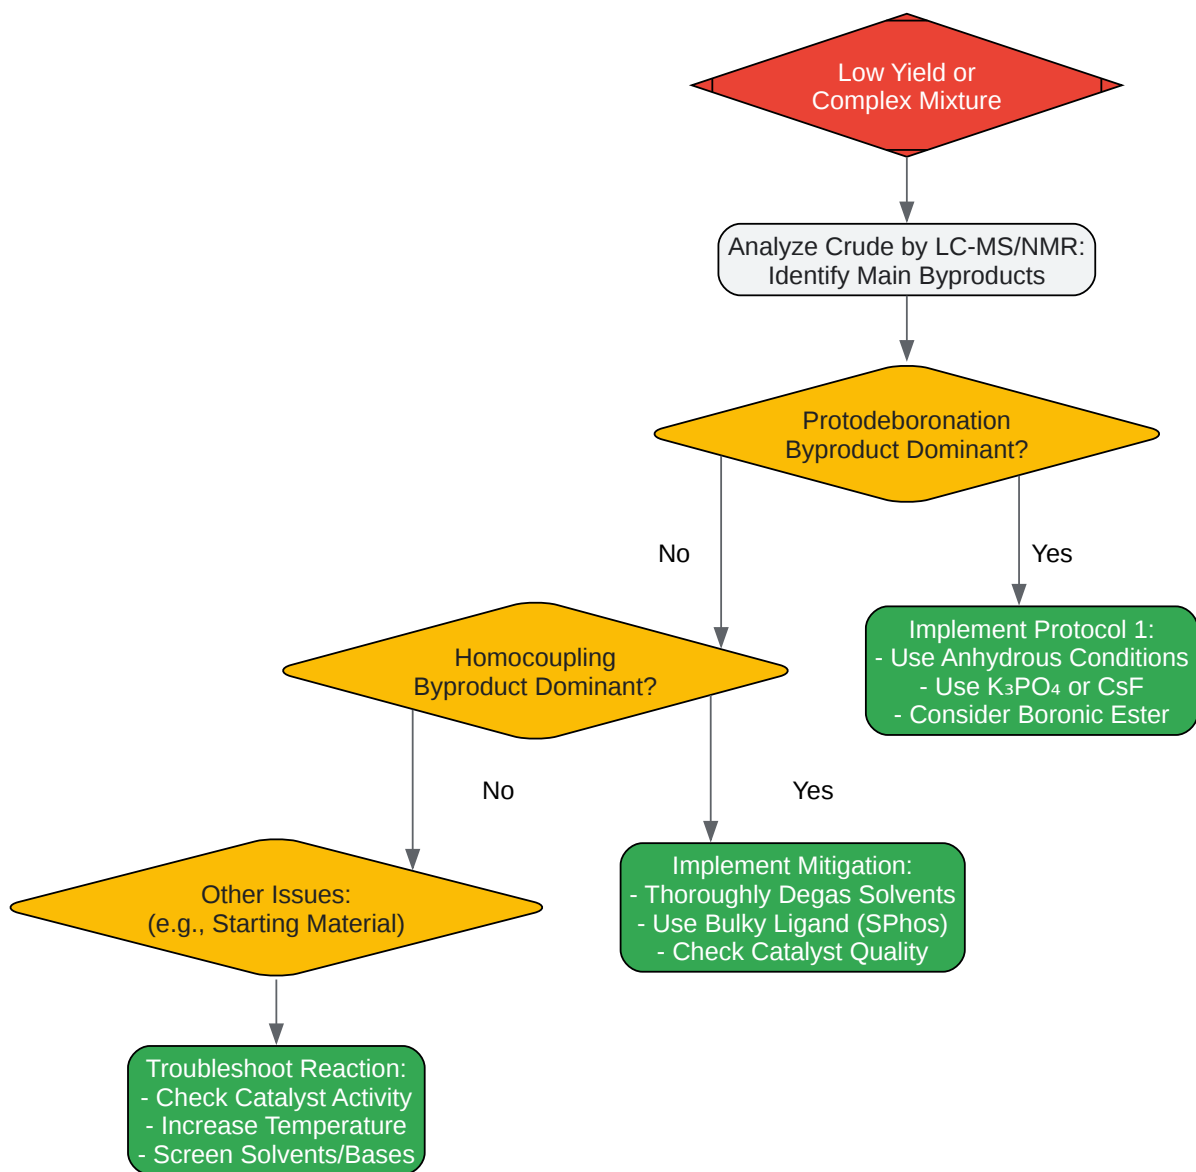 Low Yield or
Complex Mixture
Analyze Crude by LC-MS/NMR:
Identify Main Byproducts
Protodeboronation
Byproduct Dominant?
No
Yes
Homocoupling
Byproduct Dominant?
Implement Protocol 1:
- Use Anhydrous Conditions
- Use K₃PO₄ or CsF
- Consider Boronic Ester
No
Yes
Other Issues:
(e.g., Starting Material)
Implement Mitigation:
- Thoroughly Degas Solvents
- Use Bulky Ligand (SPhos)
- Check Catalyst Quality
Troubleshoot Reaction:
- Check Catalyst Activity
- Increase Temperature
- Screen Solvents/Bases